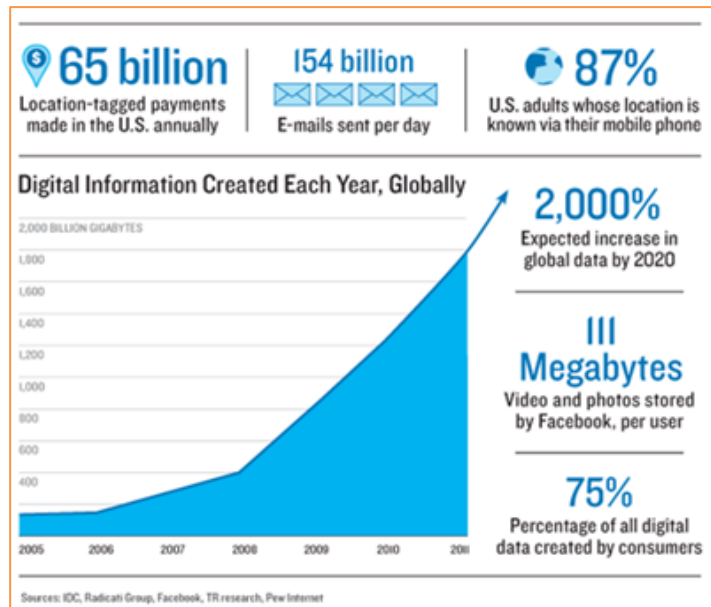 65 billion
Location-tagged payments
made in the U.S. annually
154 billion
E-mails sent per day
87%
U.S. adults whose location is
known via their mobile phone
Digital Information Created Each Year, Globally
2,000 BILLION GIGABYTES
1,800
1,600
1,400
1,200
1,000
800
600
400
2005 2006 2007 2008 2009 2010 2011
2,000%
Expected increase in
global data by 2020
111
Megabytes
Video and photos stored
by Facebook, per user
75%
Percentage of all digital
data created by consumers
Sources: IDC, Radicati Group, Facebook, TR research, Pew Internet